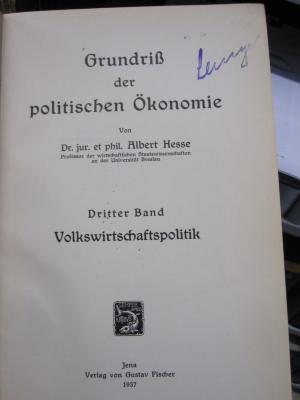 Grundriß
der
politischen Ökonomie
Von
Dr. jur. et phil. Albert Hesse
Professor der wirtschaftlichen Staatswissenschaften
an der Universität Breslau
Dritter Band
Volkswirtschaftspolitik
Jena
Verlag von Gustav Fischer
1937